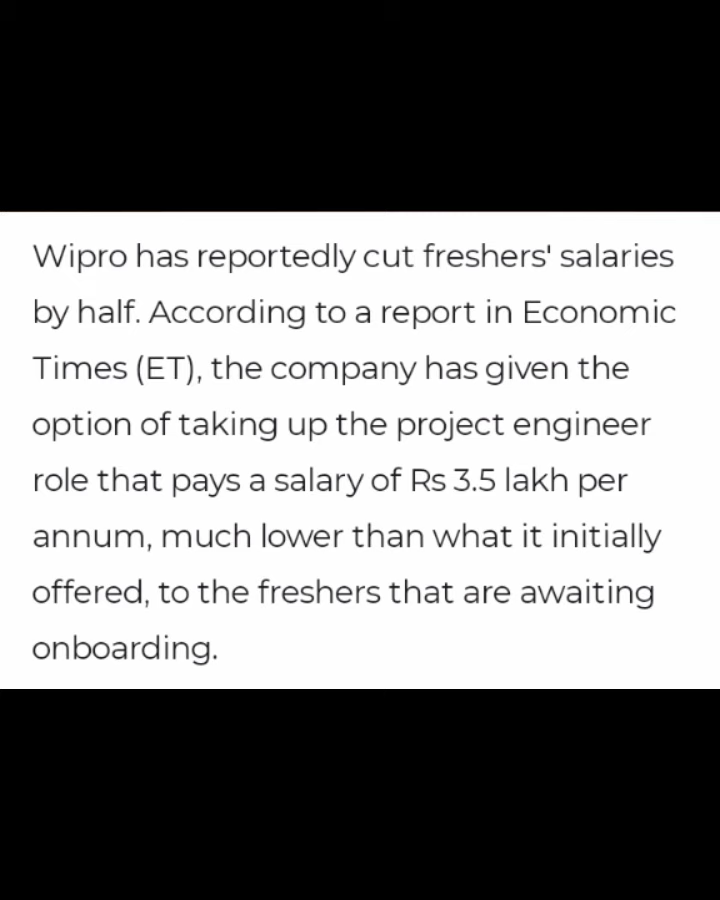 Wipro has reportedly cut freshers' salaries
by half. According to a report in Economic
Times (ET), the company has given the
option of taking up the project engineer
role that pays a salary of Rs 3.5 lakh per
annum, much lower than what it initially
offered, to the freshers that are awaiting
onboarding.